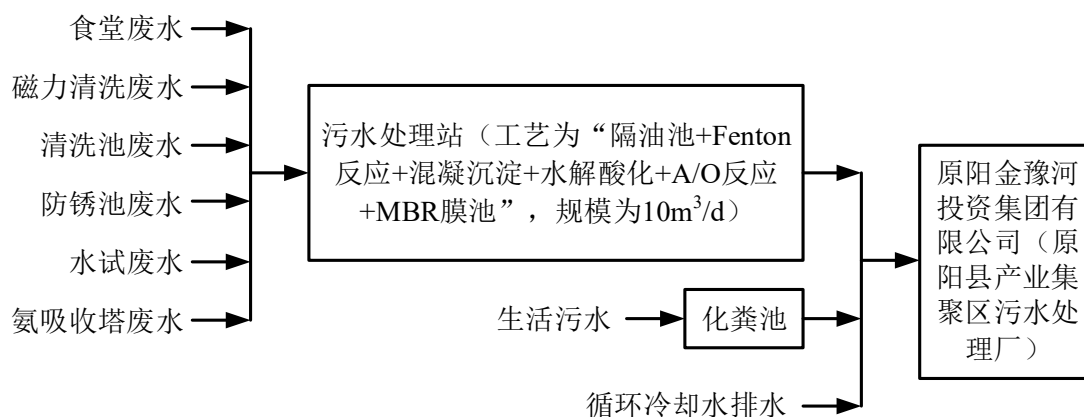 食堂废水
磁力清洗废水
清洗池废水
防锈池废水
水试废水
氨吸收塔废水
污水处理站（工艺为“隔油池+Fenton
反应+混凝沉淀+水解酸化+A/O反应
+MBR膜池”，规模为10m³/d）
生活污水
化粪池
循环冷却水排水
原阳金豫河
投资集团有
限公司（原
阳县产业集
聚区污水处
理厂）